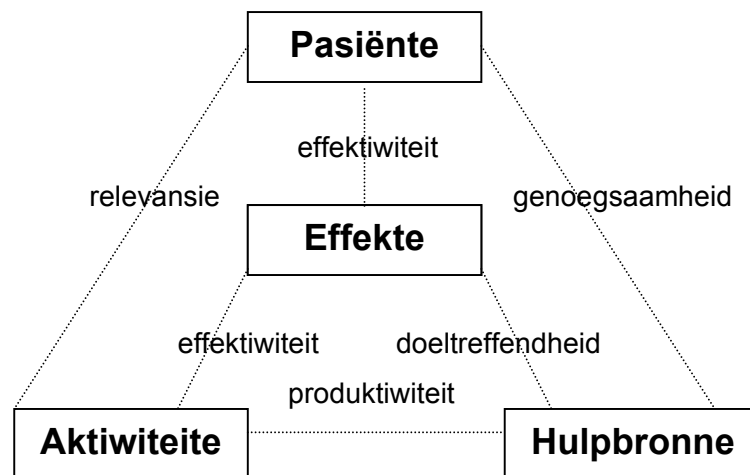 Pasiënte
effektiwiteit
relevansie
genoegsaamheid
Effekte
effektiwiteit
doeltreffendheid
produktiwiteit
Aktiwiteite
Hulpbronne